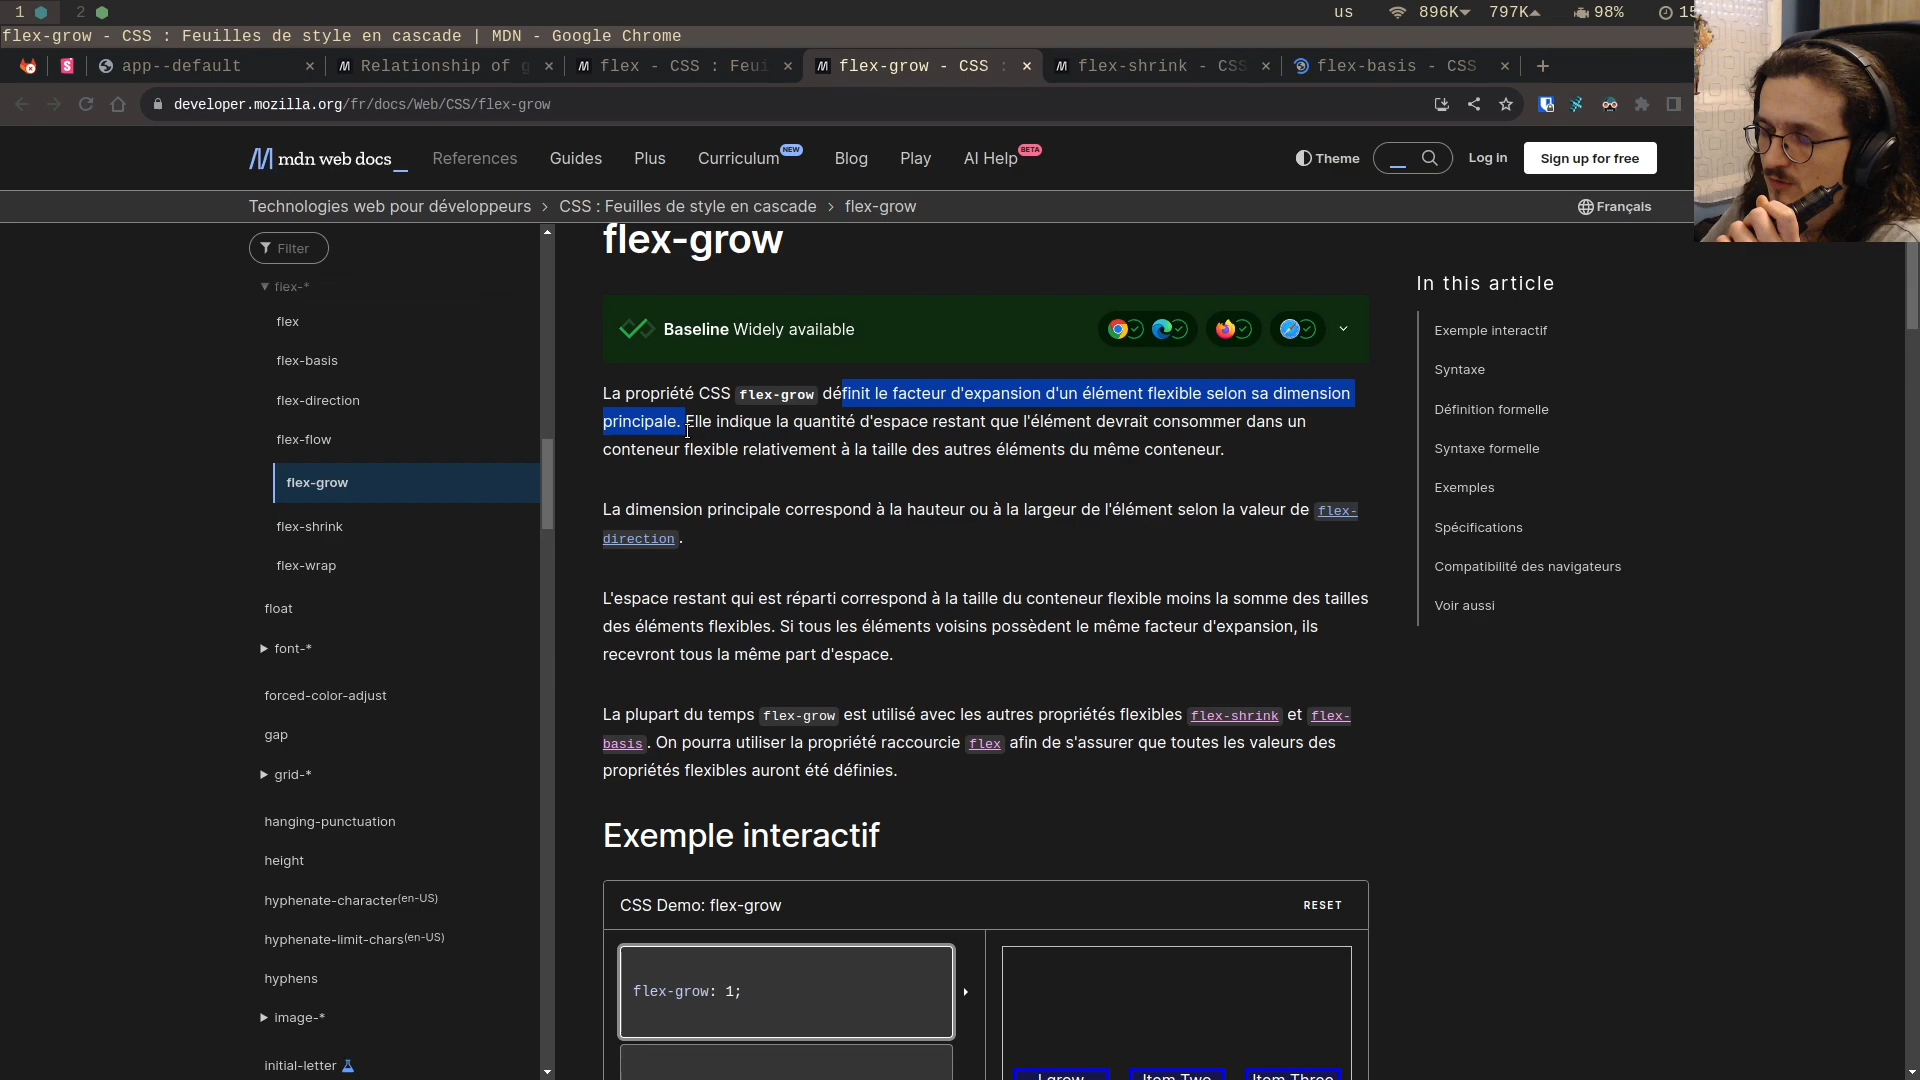 1 2 us 896K 797K 98% 15
flex-grow - CSS : Feuilles de style en cascade | MDN - Google Chrome
app--default Relationship of g flex - CSS : Feui flex-grow - CSS : flex-shrink - CSS flex-basis - CSS
developer.mozilla.org/fr/docs/Web/CSS/flex-grow
mdn web docs References Guides Plus Curriculum NEW Blog Play AI Help BETA Theme Log in Sign up for free
Technologies web pour développeurs CSS : Feuilles de style en cascade flex-grow Français
Filter
flex-*
flex
flex-basis
flex-direction
flex-flow
flex-grow
flex-shrink
flex-wrap
float
font-*
forced-color-adjust
gap
grid-*
hanging-punctuation
height
hyphenate-character(en-US)
hyphenate-limit-chars(en-US)
hyphens
image-*
initial-letter
flex-grow
Baseline Widely available
La propriété CSS flex-grow définit le facteur d'expansion d'un élément flexible selon sa dimension
principale. Elle indique la quantité d'espace restant que l'élément devrait consommer dans un
conteneur flexible relativement à la taille des autres éléments du même conteneur.
La dimension principale correspond à la hauteur ou à la largeur de l'élément selon la valeur de flex-
direction.
L'espace restant qui est réparti correspond à la taille du conteneur flexible moins la somme des tailles
des éléments flexibles. Si tous les éléments voisins possèdent le même facteur d'expansion, ils
recevront tous la même part d'espace.
La plupart du temps flex-grow est utilisé avec les autres propriétés flexibles flex-shrink et flex-
basis. On pourra utiliser la propriété raccourcie flex afin de s'assurer que toutes les valeurs des
propriétés flexibles auront été définies.
Exemple interactif
CSS Demo: flex-grow RESET
flex-grow: 1;
I grow Item Two Item Three
In this article
Exemple interactif
Syntaxe
Définition formelle
Syntaxe formelle
Exemples
Spécifications
Compatibilité des navigateurs
Voir aussi